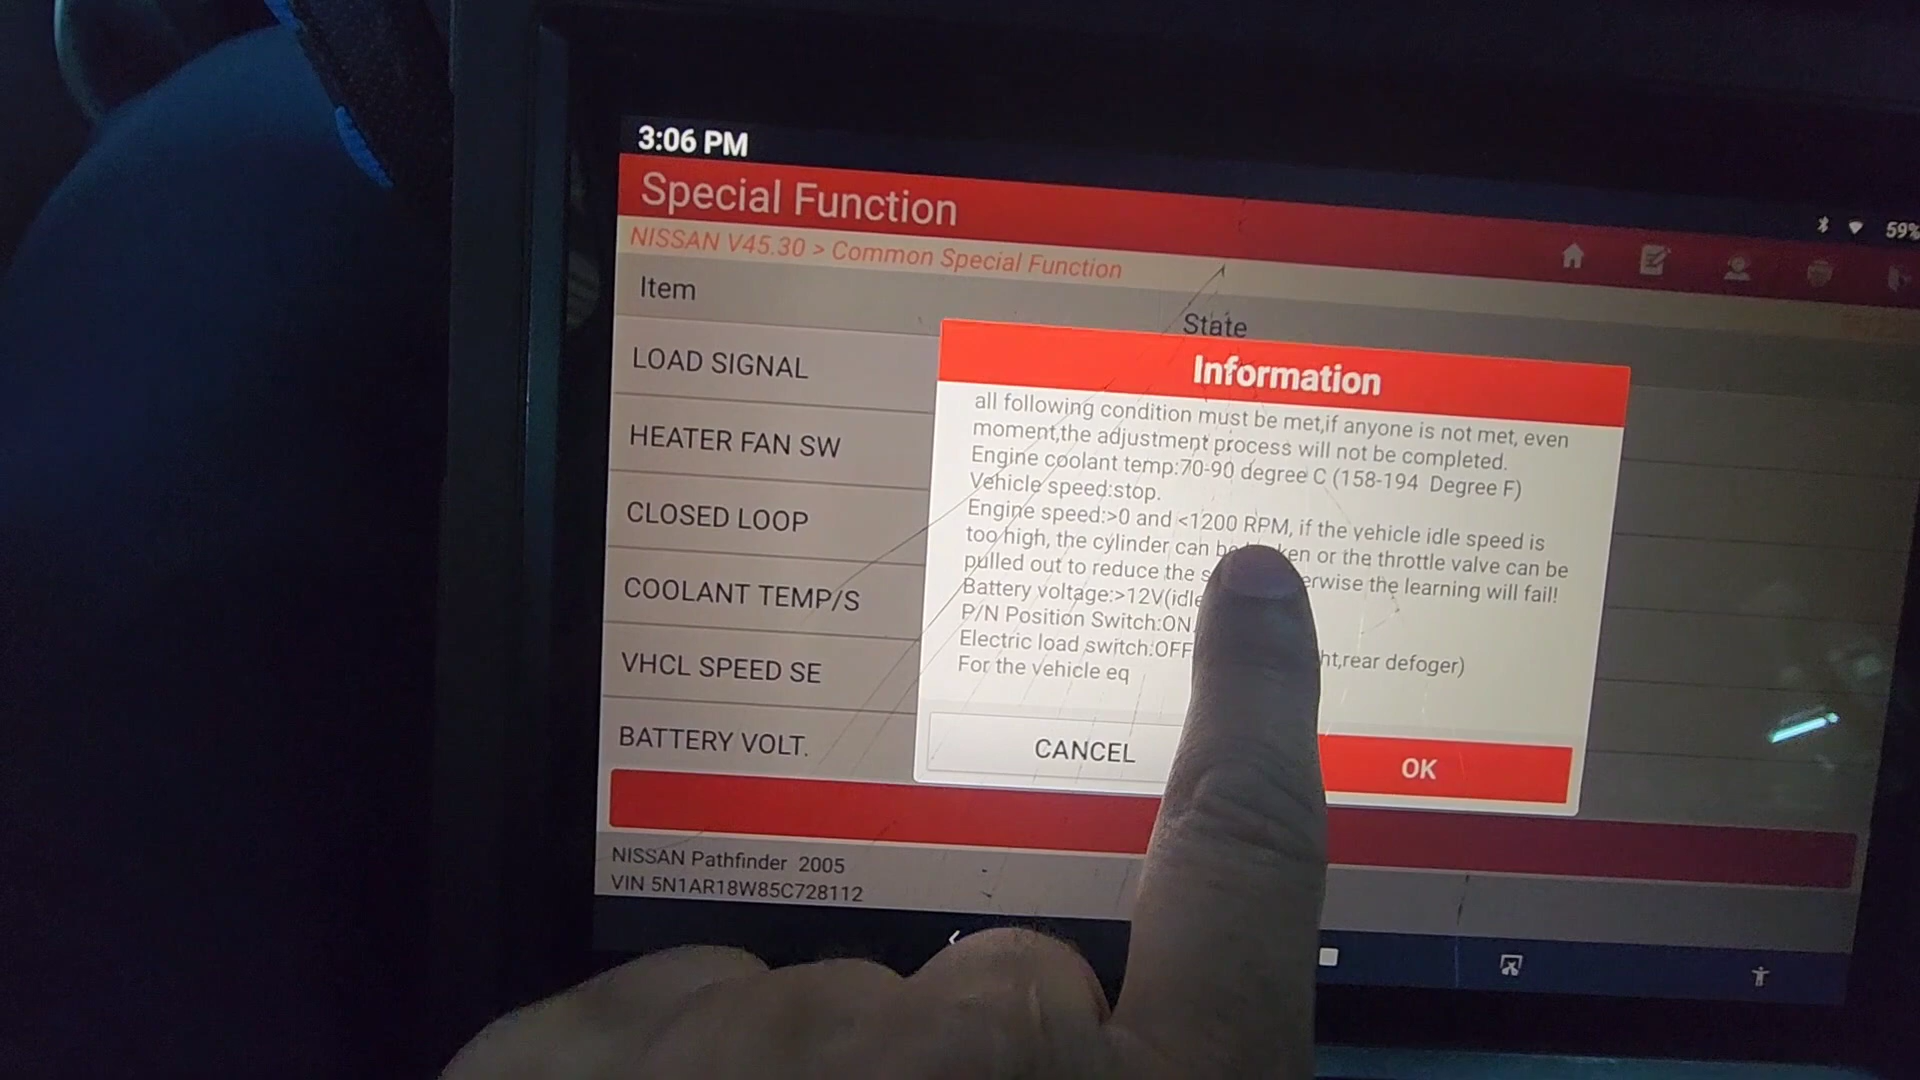 3:06 PM
59%
Special Function
NISSAN V45.30 > Common Special Function
Item
State
LOAD SIGNAL
HEATER FAN SW
CLOSED LOOP
COOLANT TEMP/S
VHCL SPEED SE
BATTERY VOLT.
Information
all following condition must be met,if anyone is not met, even
moment,the adjustment process will not be completed.
Engine coolant temp:70-90 degree C (158-194 Degree F)
Vehicle speed:stop.
Engine speed:>0 and <1200 RPM, if the vehicle idle speed is
too high, the cylinder can be or the throttle valve can be
pulled out to reduce the the learning will fail!
Battery voltage:>12V(idle
P/N Position Switch:ON
Electric load switch:OFF ,rear defoger)
For the vehicle eq
CANCEL
OK
NISSAN Pathfinder 2005
VIN 5N1AR18W85C728112